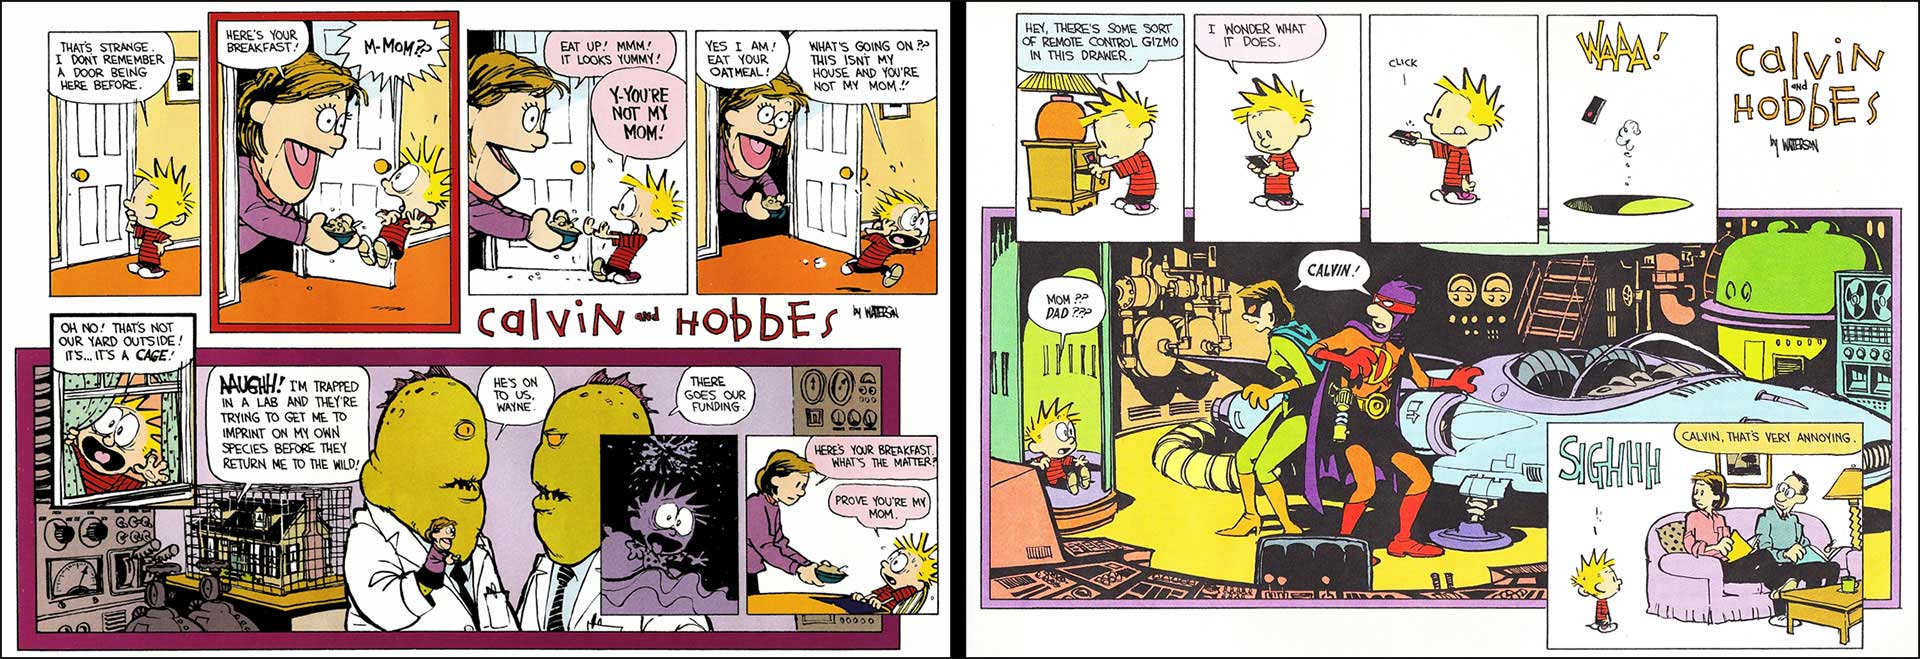 THAT'S STRANGE.
I DON'T REMEMBER
A DOOR BEING
HERE BEFORE.
HERE'S YOUR
BREAKFAST!
M-MOM??
EAT UP! MMM!
IT LOOKS YUMMY!
Y-YOU'RE
NOT MY
MOM!
YES I AM!
EAT YOUR
OATMEAL!
WHAT'S GOING ON??
THIS ISN'T MY
HOUSE AND YOU'RE
NOT MY MOM!!
CALVIN and HOBBES
by WATERSON
OH NO! THAT'S NOT
OUR YARD OUTSIDE!
IT'S... IT'S A CAGE!
AAUGHH! I'M TRAPPED
IN A LAB AND THEY'RE
TRYING TO GET ME TO
IMPRINT ON MY OWN
SPECIES BEFORE THEY
RETURN ME TO THE WILD!
HE'S ON
TO US,
WAYNE.
THERE
GOES OUR
FUNDING.
HERE'S YOUR BREAKFAST.
WHAT'S THE MATTER?
PROVE YOU'RE MY
MOM.
HEY, THERE'S SOME SORT
OF REMOTE CONTROL GIZMO
IN THIS DRAWER.
I WONDER WHAT
IT DOES.
CLICK
WAAA!
CALVIN
and
HOBBES
by WATERSON
MOM??
DAD???
CALVIN!
SIGHHH
CALVIN, THAT'S VERY ANNOYING.